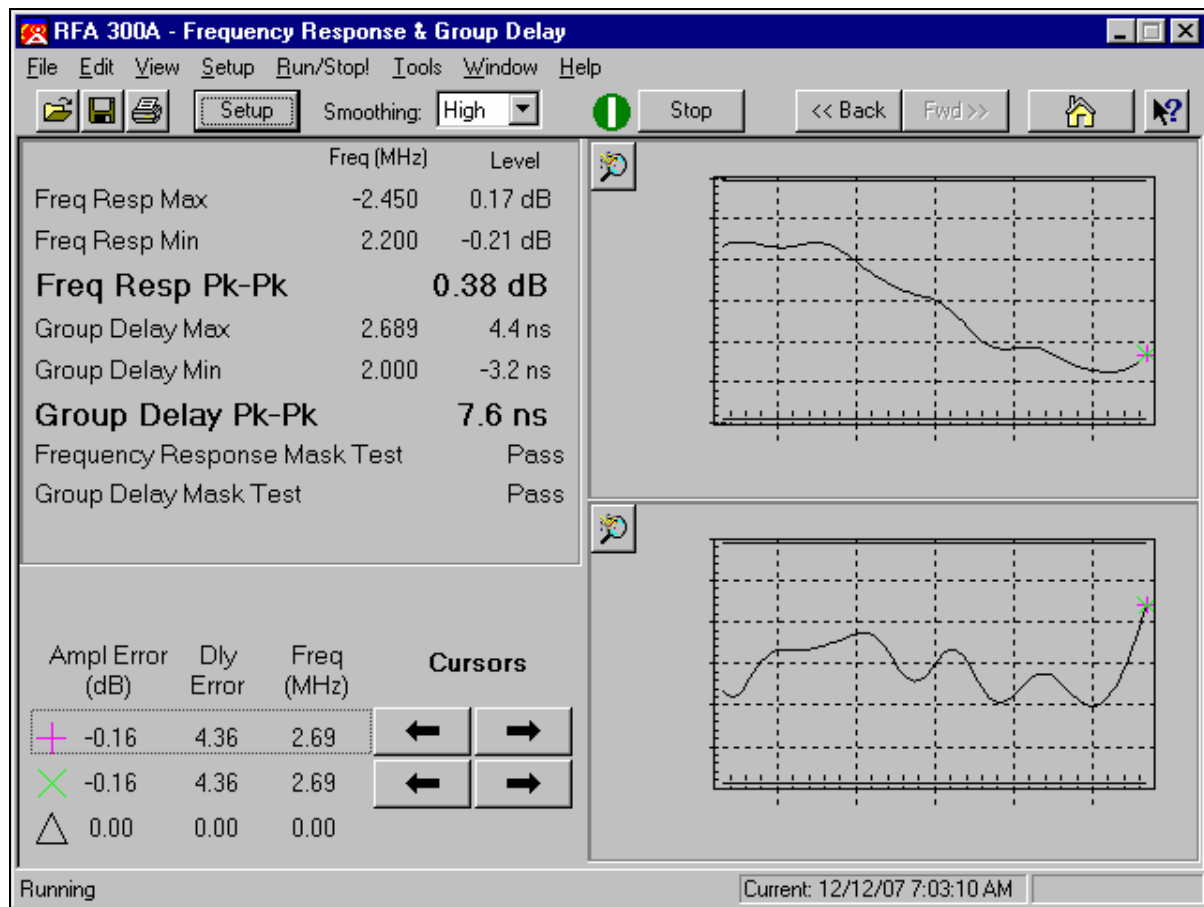 RFA 300A - Frequency Response & Group Delay
File Edit View Setup Run/Stop! Tools Window Help
Setup Smoothing: High Stop << Back Fwd >>
Freq (MHz) Level
Freq Resp Max -2.450 0.17 dB
Freq Resp Min 2.200 -0.21 dB
Freq Resp Pk-Pk 0.38 dB
Group Delay Max 2.689 4.4 ns
Group Delay Min 2.000 -3.2 ns
Group Delay Pk-Pk 7.6 ns
Frequency Response Mask Test Pass
Group Delay Mask Test Pass
Ampl Error Dly Freq Cursors
(dB) Error (MHz)
-0.16 4.36 2.69
-0.16 4.36 2.69
0.00 0.00 0.00
Running Current: 12/12/07 7:03:10 AM